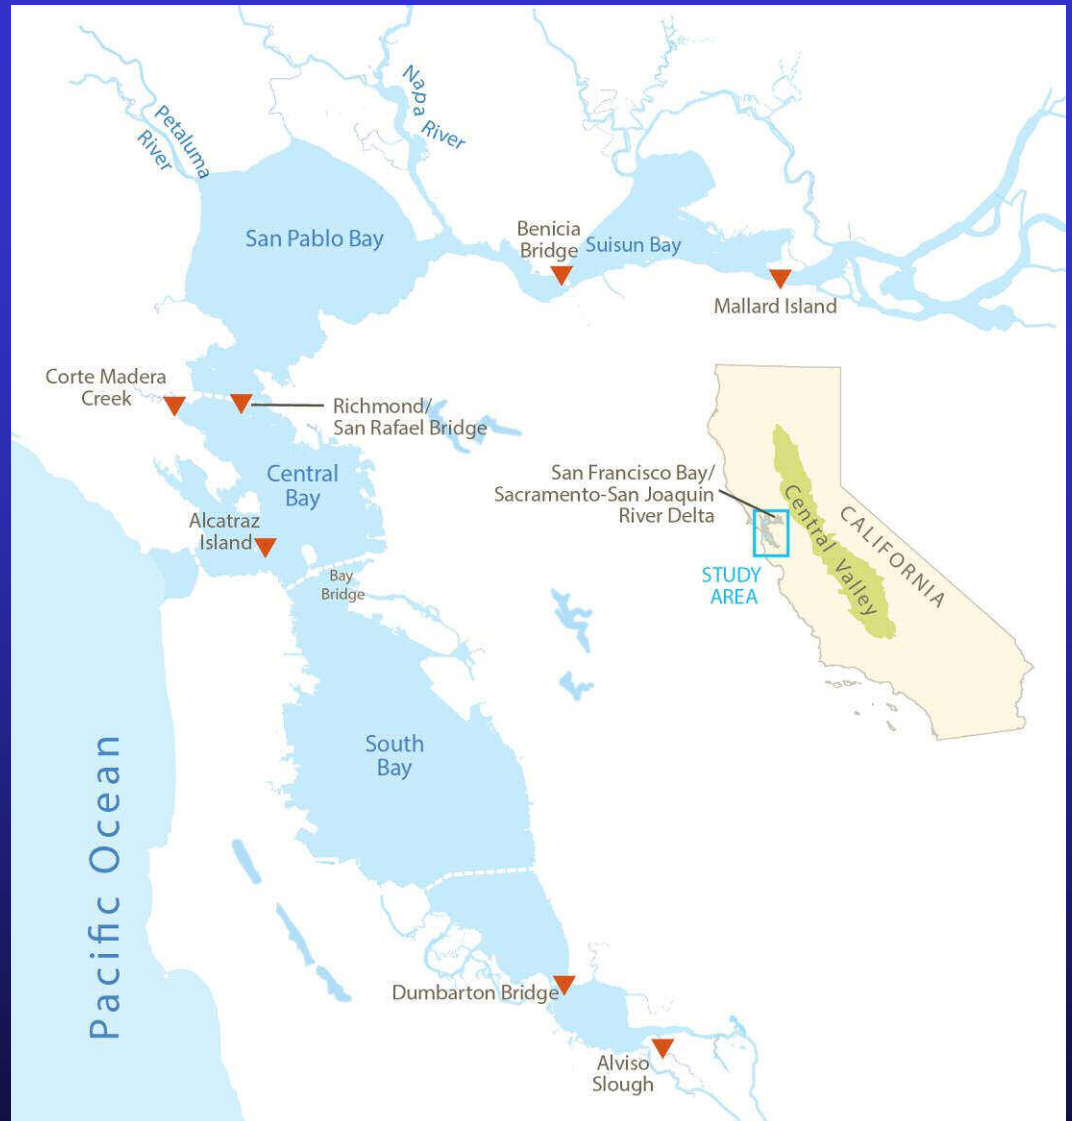 Petaluma
River
Napa
River
San Pablo Bay
Benicia
Bridge
Suisun Bay
Mallard Island
Corte Madera
Creek
Richmond/
San Rafael Bridge
Central
Bay
Alcatraz
Island
Bay
Bridge
San Francisco Bay/
Sacramento-San Joaquin
River Delta
STUDY
AREA
Central Valley
CALIFORNIA
South
Bay
Pacific Ocean
Dumbarton Bridge
Alviso
Slough